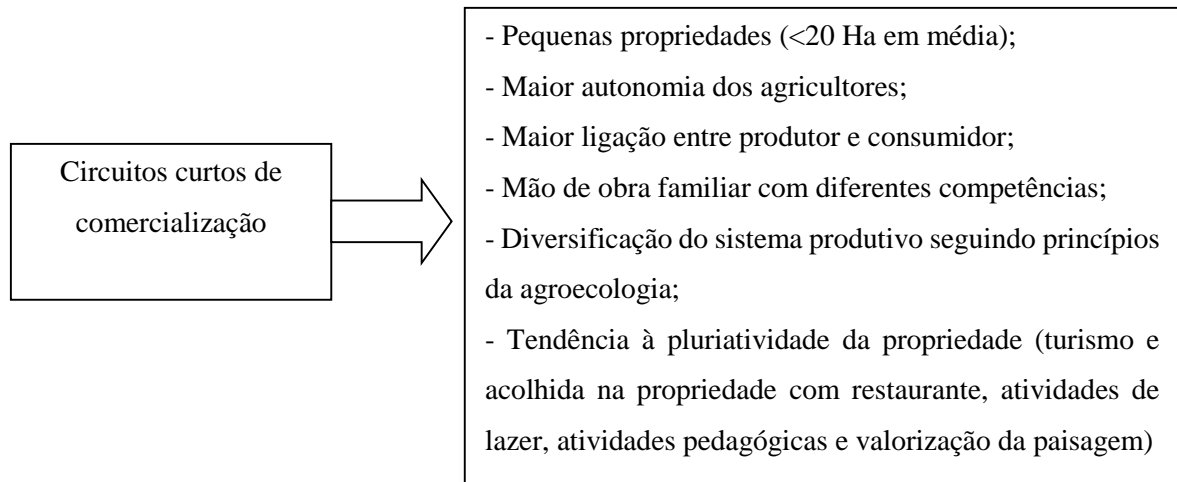 Circuitos curtos de
comercialização
- Pequenas propriedades (<20 Ha em média);
- Maior autonomia dos agricultores;
- Maior ligação entre produtor e consumidor;
- Mão de obra familiar com diferentes competências;
- Diversificação do sistema produtivo seguindo princípios
da agroecologia;
- Tendência à pluriatividade da propriedade (turismo e
acolhida na propriedade com restaurante, atividades de
lazer, atividades pedagógicas e valorização da paisagem)